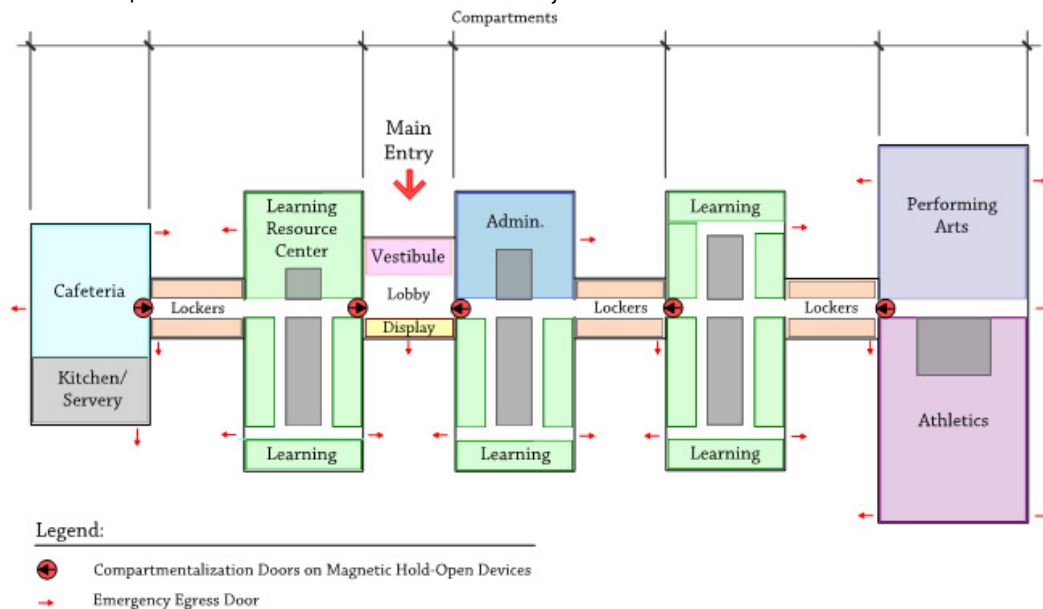 Compartments
Main
Entry
Learning
Resource
Center
Admin.
Learning
Performing
Arts
Vestibule
Cafeteria
Lockers
Lobby
Lockers
Lockers
Display
Kitchen/
Servery
Athletics
Learning
Learning
Learning
Legend:
Compartmentalization Doors on Magnetic Hold-Open Devices
Emergency Egress Door